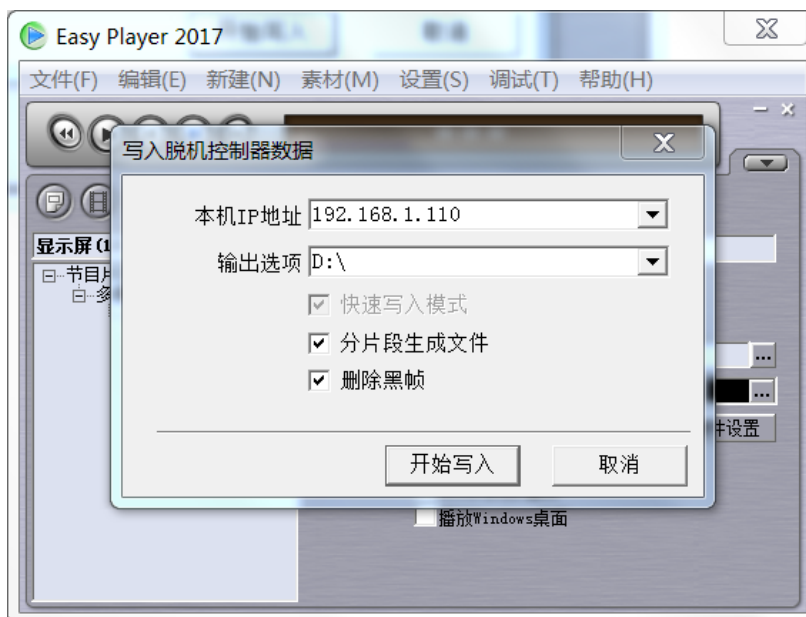 Easy Player 2017
文件(F) 编辑(E) 新建(N) 素材(M) 设置(S) 调试(T) 帮助(H)
写入脱机控制器数据
本机IP地址 192.168.1.110
输出选项 D:\
快速写入模式
分片段生成文件
删除黑帧
开始写入 取消
显示屏(1
节目片
多
...
...
件设置
播放Windows桌面